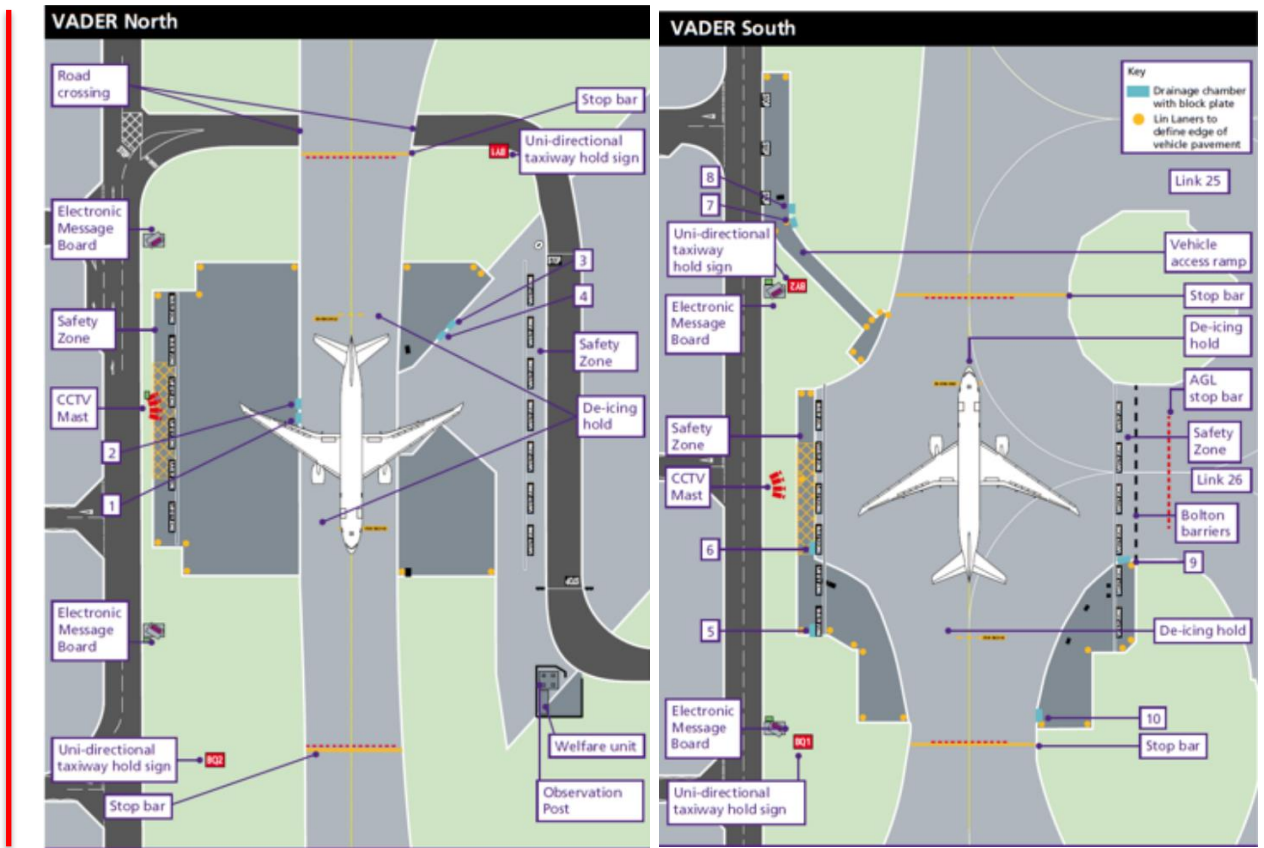 VADER North
Road
crossing
Stop bar
Uni-directional
taxiway hold sign
BY1
Electronic
Message
Board
3
4
Safety
Zone
Safety
Zone
CCTV
Mast
De-icing
hold
2
1
Electronic
Message
Board
Uni-directional
taxiway hold sign
BQ2
Stop bar
Welfare unit
Observation
Post
VADER South
Key
Drainage chamber
with block plate
Lin Laners to
define edge of
vehicle pavement
Link 25
8
7
Uni-directional
taxiway
hold sign
BY2
Vehicle
access ramp
Electronic
Message
Board
Stop bar
De-icing
hold
AGL
stop bar
Safety
Zone
Safety
Zone
CCTV
Mast
Link 26
Bolton
barriers
6
9
5
De-icing hold
Electronic
Message
Board
BQ1
10
Stop bar
Uni-directional
taxiway hold sign